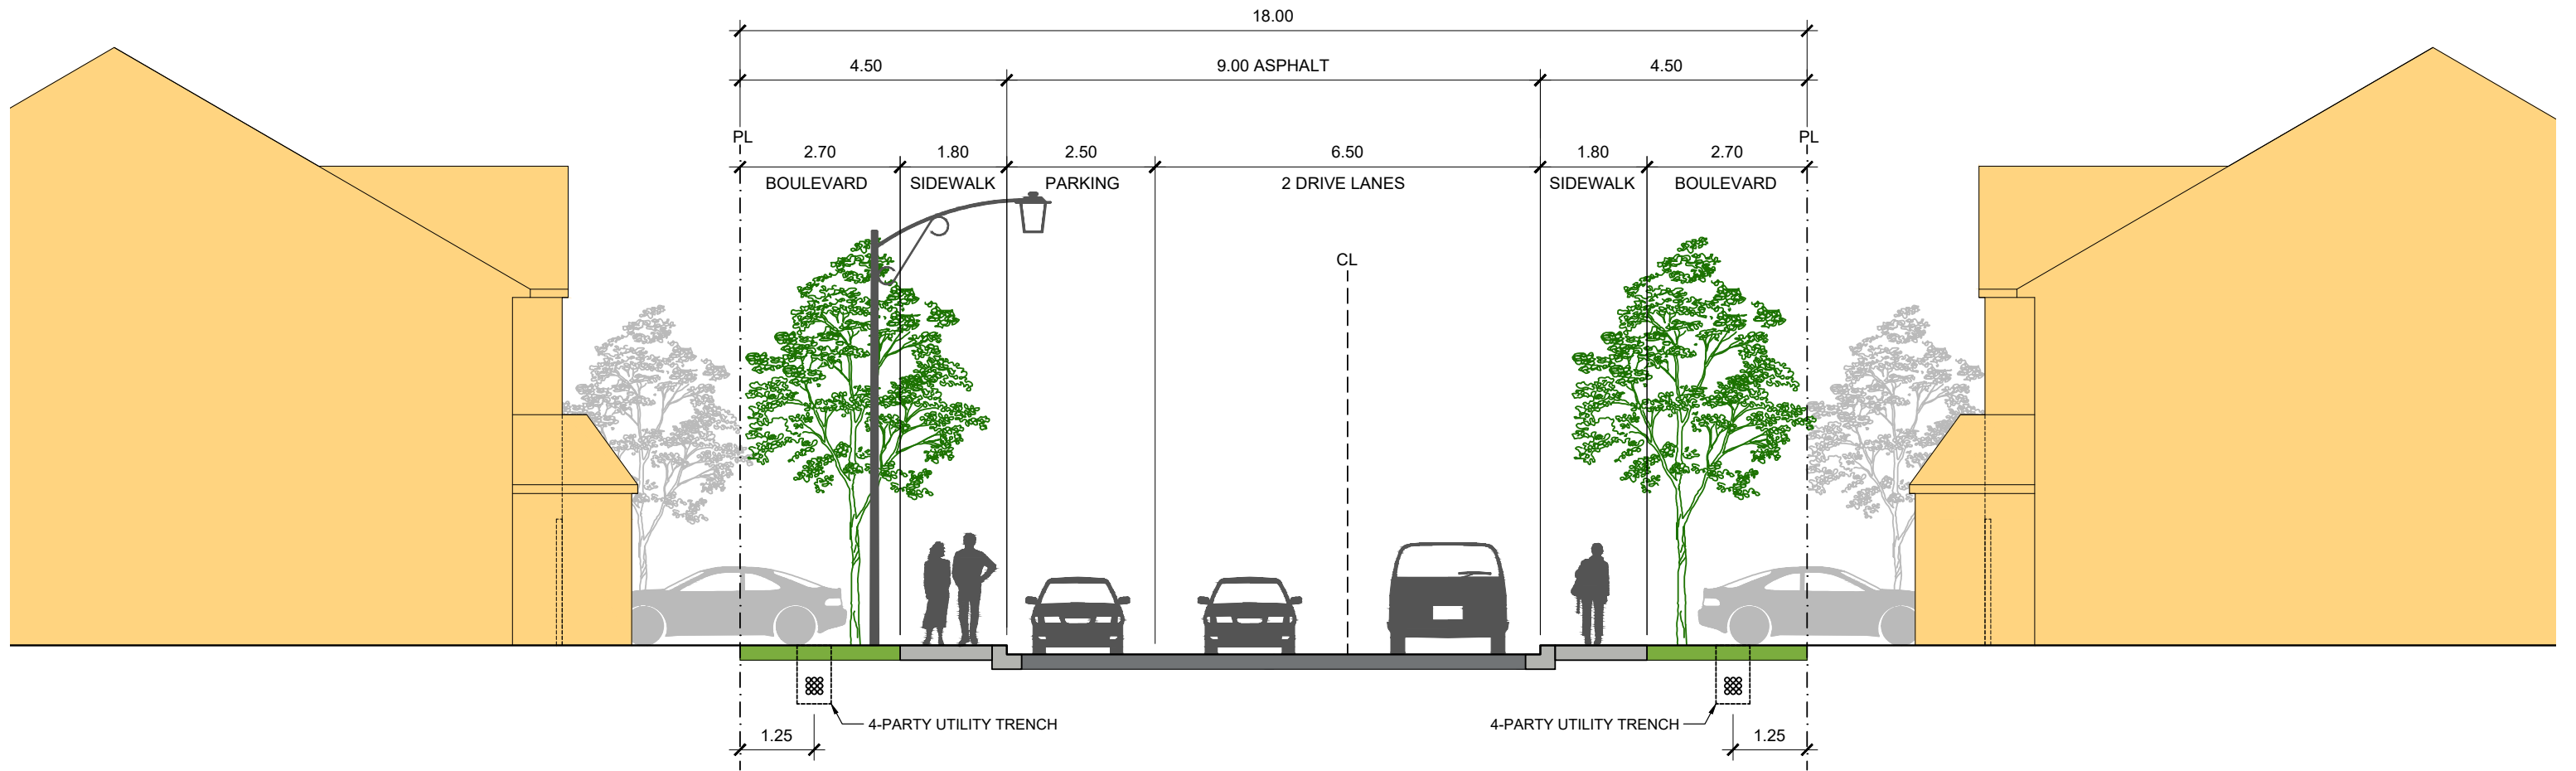 18.00
4.50
9.00 ASPHALT
4.50
PL
PL
2.70
1.80
2.50
6.50
1.80
2.70
BOULEVARD
SIDEWALK
PARKING
2 DRIVE LANES
SIDEWALK
BOULEVARD
CL
4-PARTY UTILITY TRENCH
4-PARTY UTILITY TRENCH
1.25
1.25